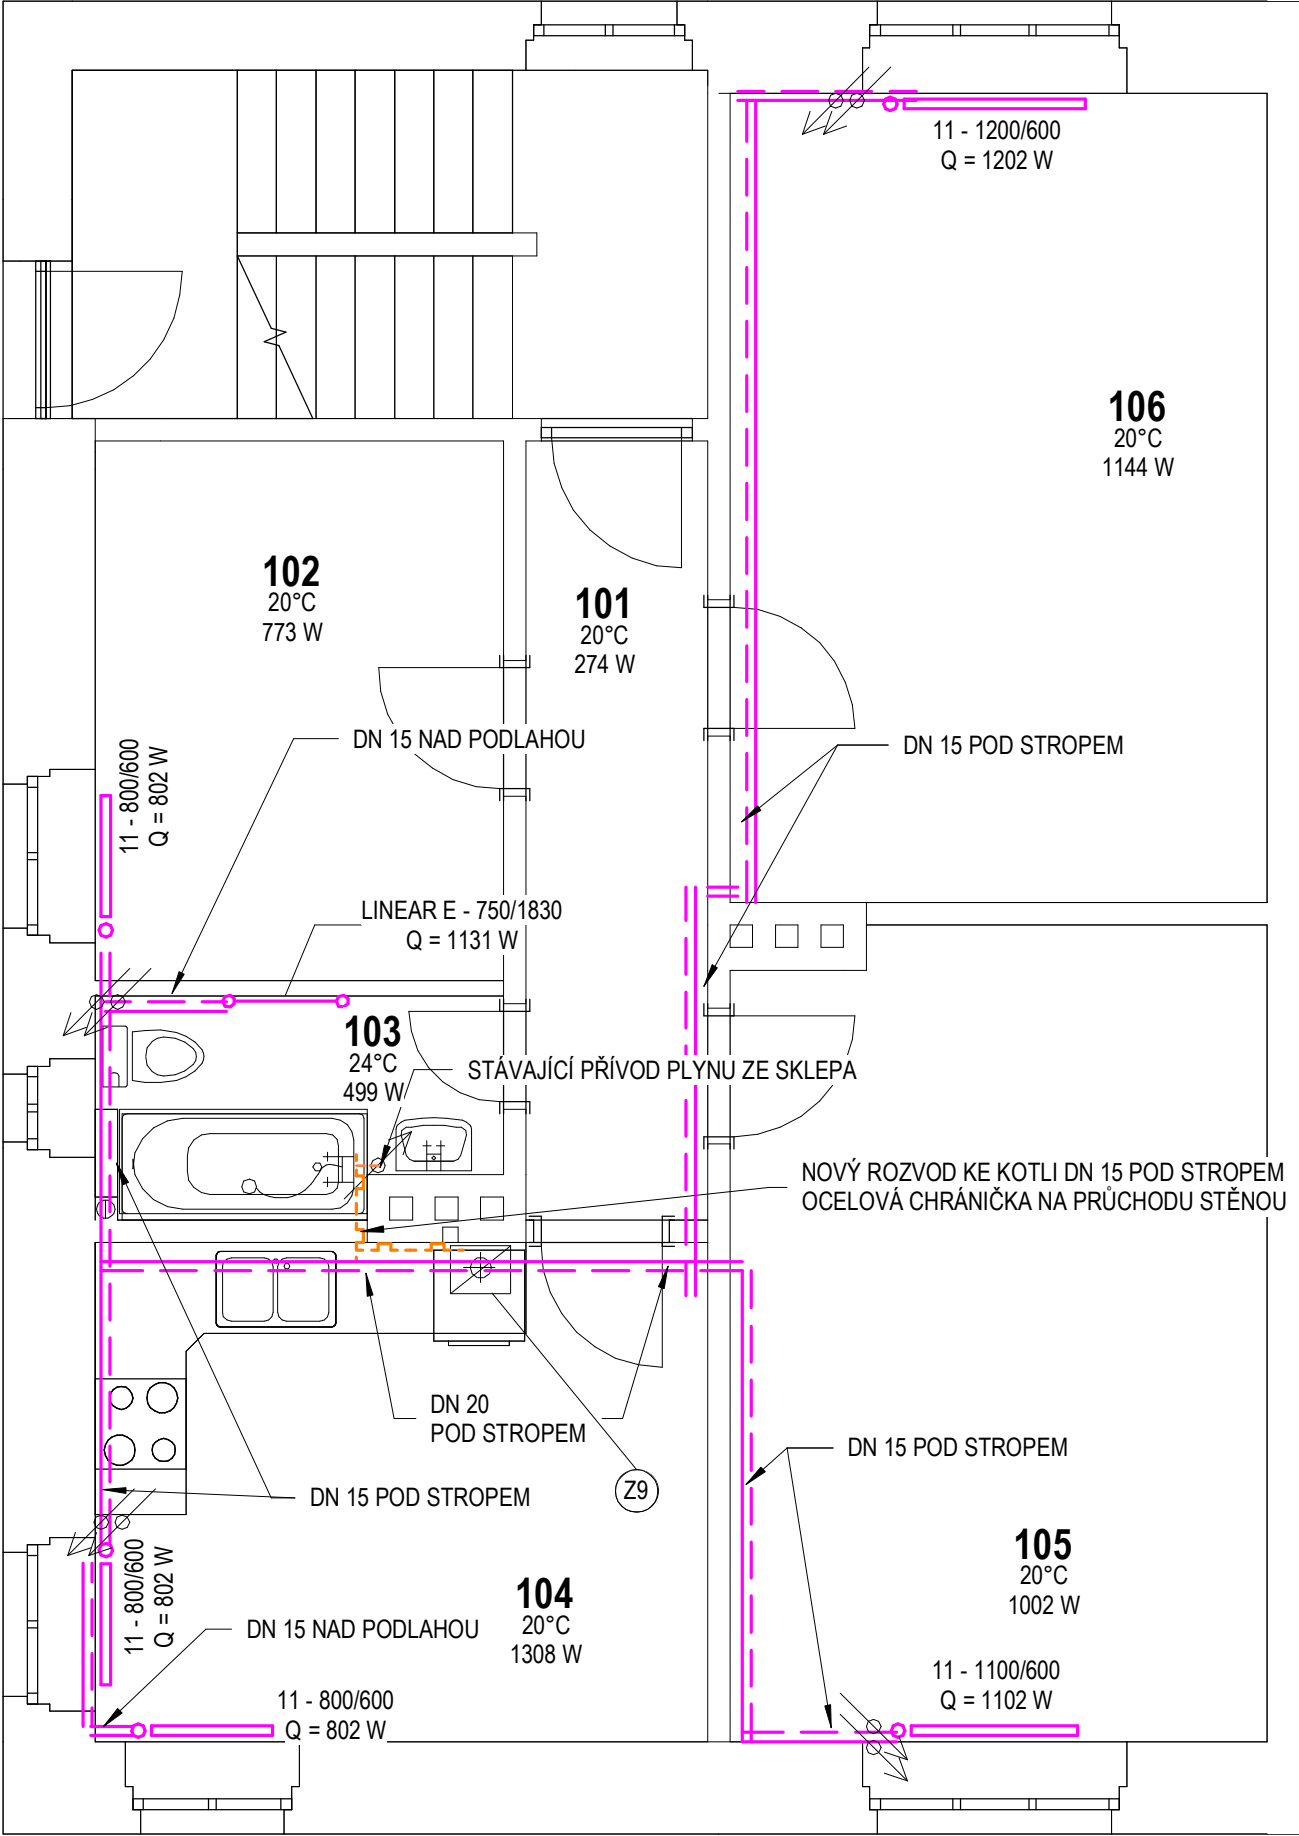 11 - 1200/600
Q = 1202 W
106
20°C
1144 W
102
20°C
773 W
101
20°C
274 W
DN 15 NAD PODLAHOU
DN 15 POD STROPEM
11 - 800/600
Q = 802 W
LINEAR E - 750/1830
Q = 1131 W
103
24°C
499 W
STÁVAJÍCÍ PŘÍVOD PLYNU ZE SKLEPA
NOVÝ ROZVOD KE KOTLI DN 15 POD STROPEM
OCELOVÁ CHRÁNIČKA NA PRŮCHODU STĚNOU
DN 20
POD STROPEM
DN 15 POD STROPEM
Z9
DN 15 POD STROPEM
11 - 800/600
Q = 802 W
104
20°C
1308 W
105
20°C
1002 W
DN 15 NAD PODLAHOU
11 - 800/600
Q = 802 W
11 - 1100/600
Q = 1102 W